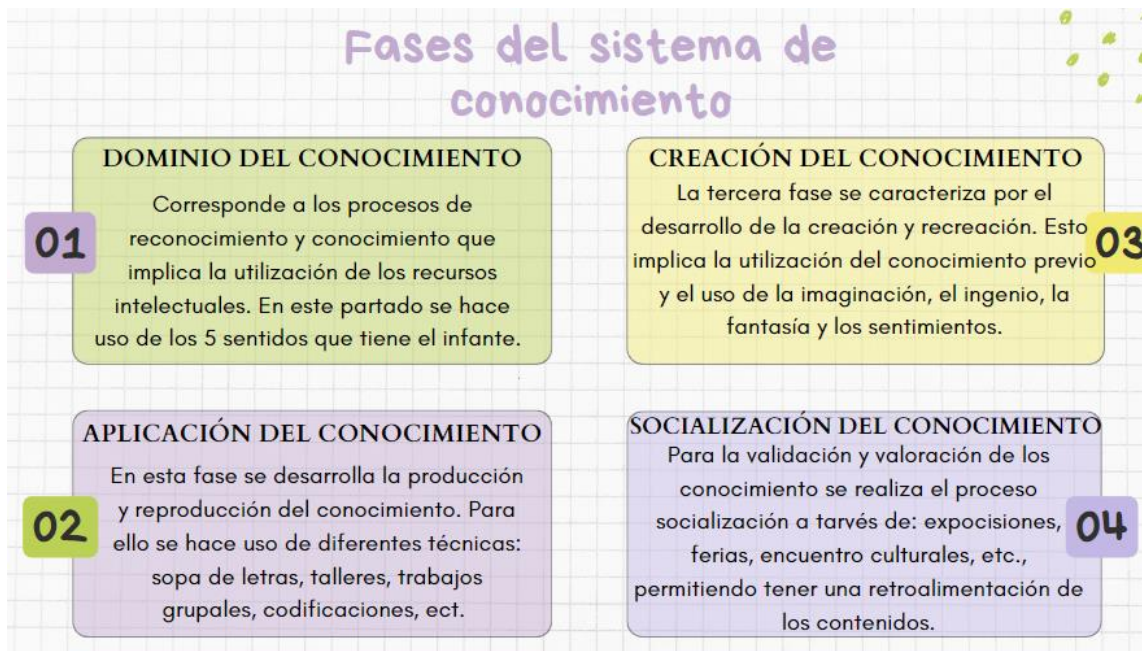 Fases del sistema de
conocimiento
01
DOMINIO DEL CONOCIMIENTO
Corresponde a los procesos de
reconocimiento y conocimiento que
implica la utilización de los recursos
intelectuales. En este partado se hace
uso de los 5 sentidos que tiene el infante.
02
APLICACIÓN DEL CONOCIMIENTO
En esta fase se desarrolla la producción
y reproducción del conocimiento. Para
ello se hace uso de diferentes técnicas:
sopa de letras, talleres, trabajos
grupales, codificaciones, ect.
03
CREACIÓN DEL CONOCIMIENTO
La tercera fase se caracteriza por el
desarrollo de la creación y recreación. Esto
implica la utilización del conocimiento previo
y el uso de la imaginación, el ingenio, la
fantasía y los sentimientos.
04
SOCIALIZACIÓN DEL CONOCIMIENTO
Para la validación y valoración de los
conocimiento se realiza el proceso
socialización a tarvés de: expocisiones,
ferias, encuentro culturales, etc.,
permitiendo tener una retroalimentación de
los contenidos.